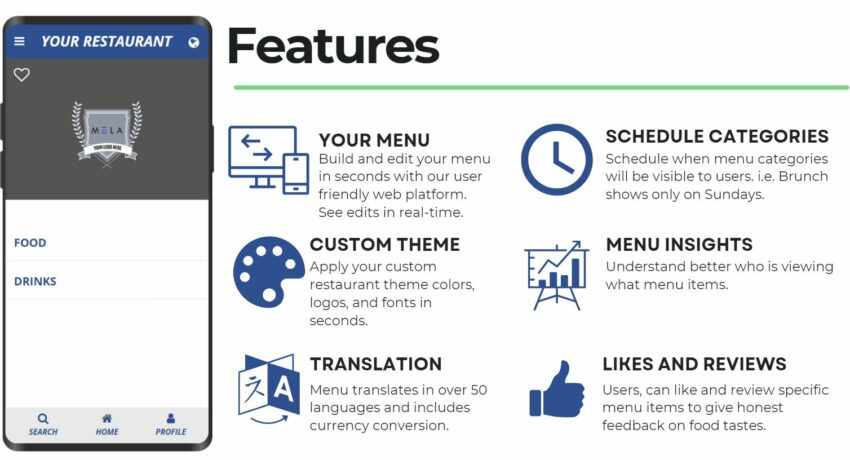 YOUR RESTAURANT
MELA
YOUR LOGO HERE
FOOD
DRINKS
SEARCH
HOME
PROFILE
Features
YOUR MENU
Build and edit your menu
in seconds with our user
friendly web platform.
See edits in real-time.
SCHEDULE CATEGORIES
Schedule when menu categories
will be visible to users. i.e. Brunch
shows only on Sundays.
CUSTOM THEME
Apply your custom
restaurant theme colors,
logos, and fonts in
seconds.
MENU INSIGHTS
Understand better who is viewing
what menu items.
A
TRANSLATION
Menu translates in over 50
languages and includes
currency conversion.
LIKES AND REVIEWS
Users, can like and review specific
menu items to give honest
feedback on food tastes.